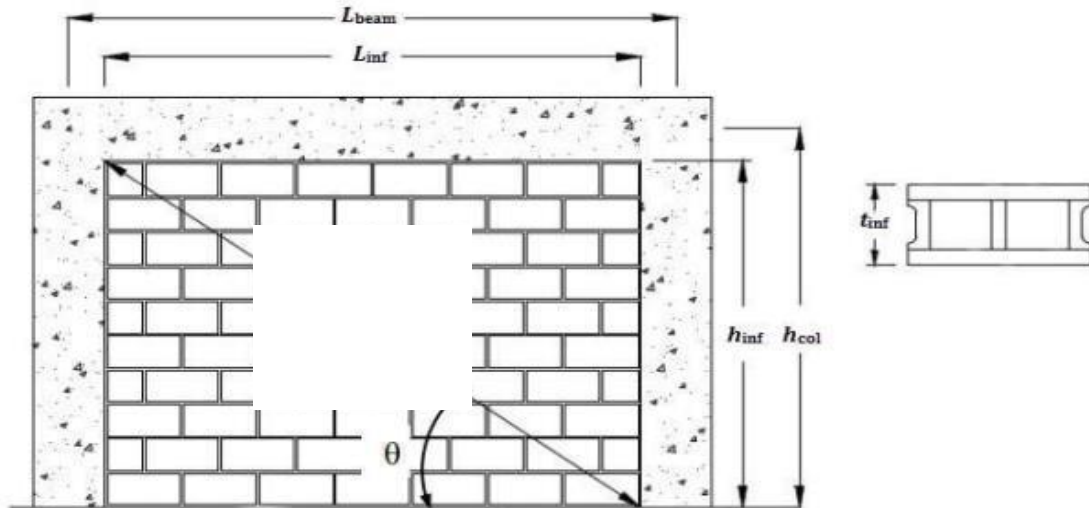 L_beam
L_inf
t_inf
h_inf h_col
θ